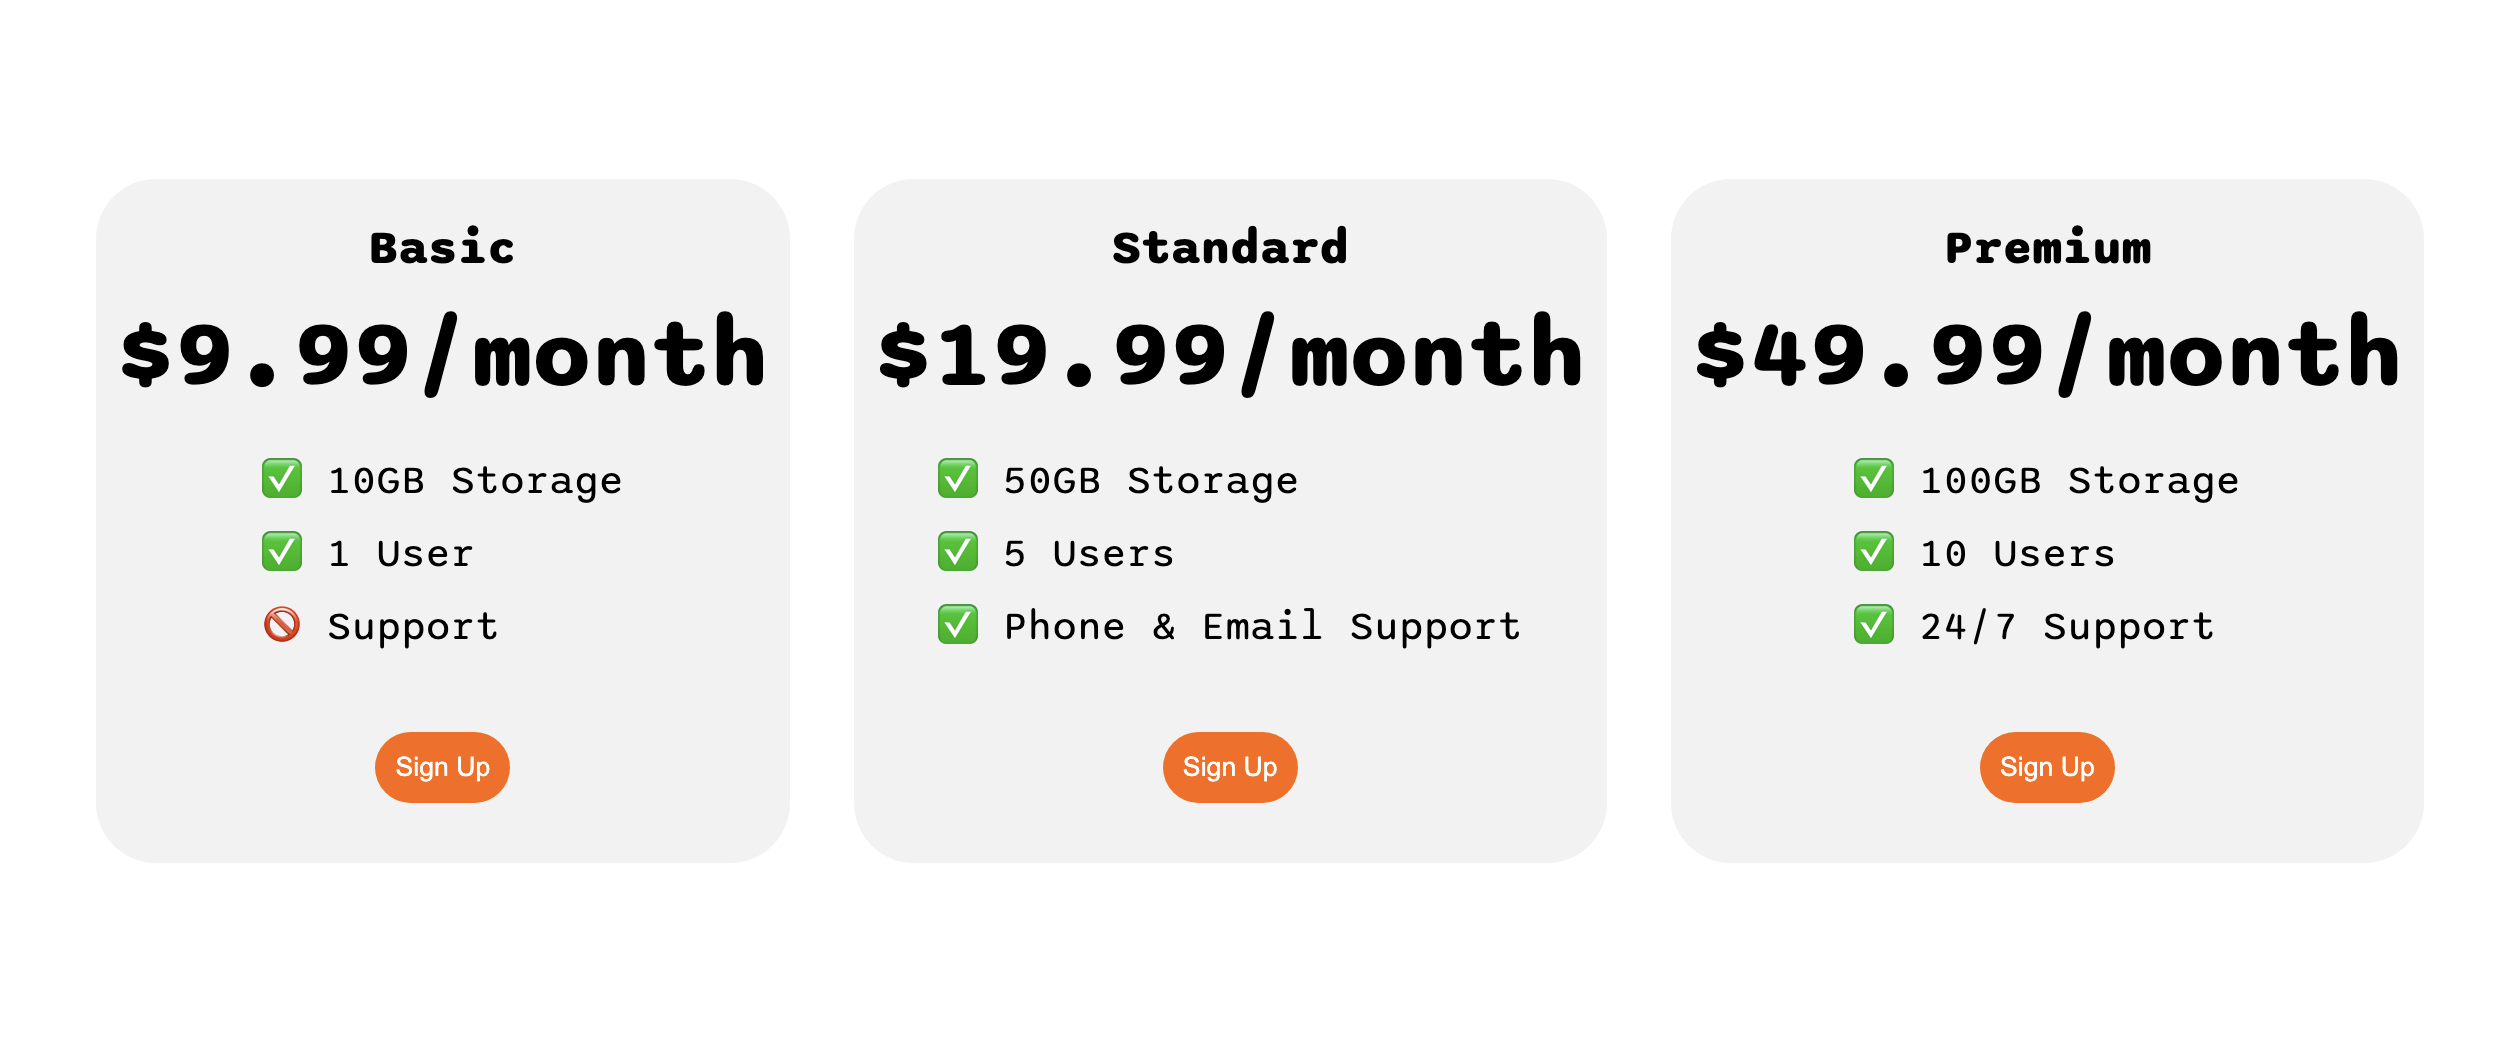 Basic
$9.99/month
✅ 10GB Storage
✅ 1 User
🚫 Support
Sign Up
Standard
$19.99/month
✅ 50GB Storage
✅ 5 Users
✅ Phone & Email Support
Sign Up
Premium
$49.99/month
✅ 100GB Storage
✅ 10 Users
✅ 24/7 Support
Sign Up